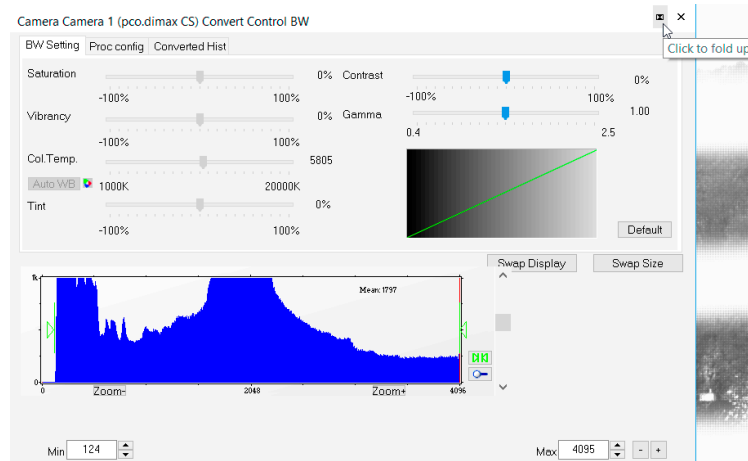 Camera Camera 1 (pco.dimax CS) Convert Control BW
Click to fold up
BW Setting Proc config Converted Hist
Saturation 0% Contrast 0%
-100% 100% -100% 100%
Vibrancy 0% Gamma 1.00
-100% 100% 0.4 2.5
Col.Temp. 5805
Auto WB 1000K 20000K
Tint 0%
-100% 100% Default
Swap Display Swap Size
1k
Mean: 1797
0
0 Zoom- 2048 Zoom+ 4096
Min 124 Max 4095 - +